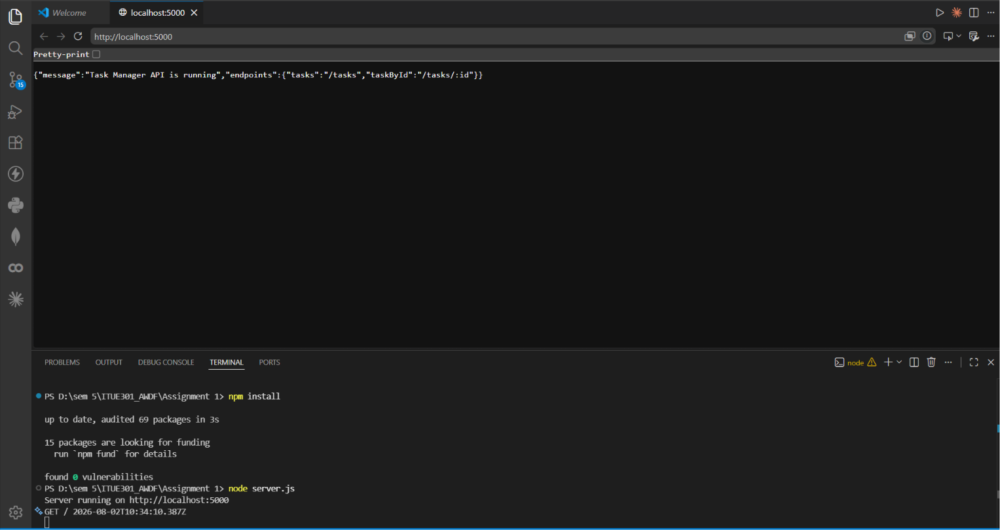 Welcome
localhost:5000
http://localhost:5000
Pretty-print
{"message":"Task Manager API is running","endpoints":{"tasks":"/tasks","taskById":"/tasks/:id"}}
15
PROBLEMS OUTPUT DEBUG CONSOLE TERMINAL PORTS
node
PS D:\sem 5\ITUE301_AWDF\Assignment 1> npm install
up to date, audited 69 packages in 3s
15 packages are looking for funding
run `npm fund` for details
found 0 vulnerabilities
PS D:\sem 5\ITUE301_AWDF\Assignment 1> node server.js
Server running on http://localhost:5000
GET / 2026-08-02T10:34:10.387Z